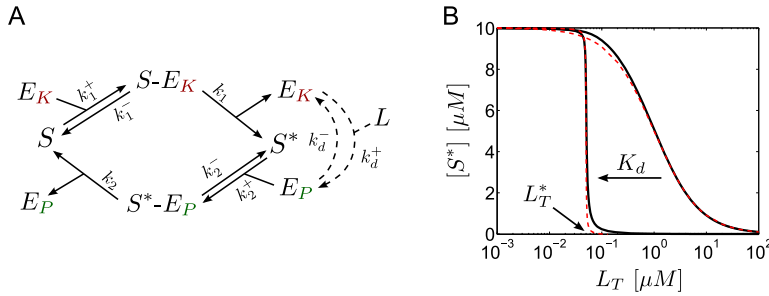 A
E_K
k_1^+
k_1^-
S-E_K
k_1
E_K
L
S
S*
k_d^-
k_d^+
E_P
k_2
S*-E_P
k_2^-
k_2^+
E_P
B
[S*] [μM]
10
8
6
4
2
0
K_d
L_T^*
10^-3
10^-2
10^-1
10^0
10^1
10^2
L_T [μM]